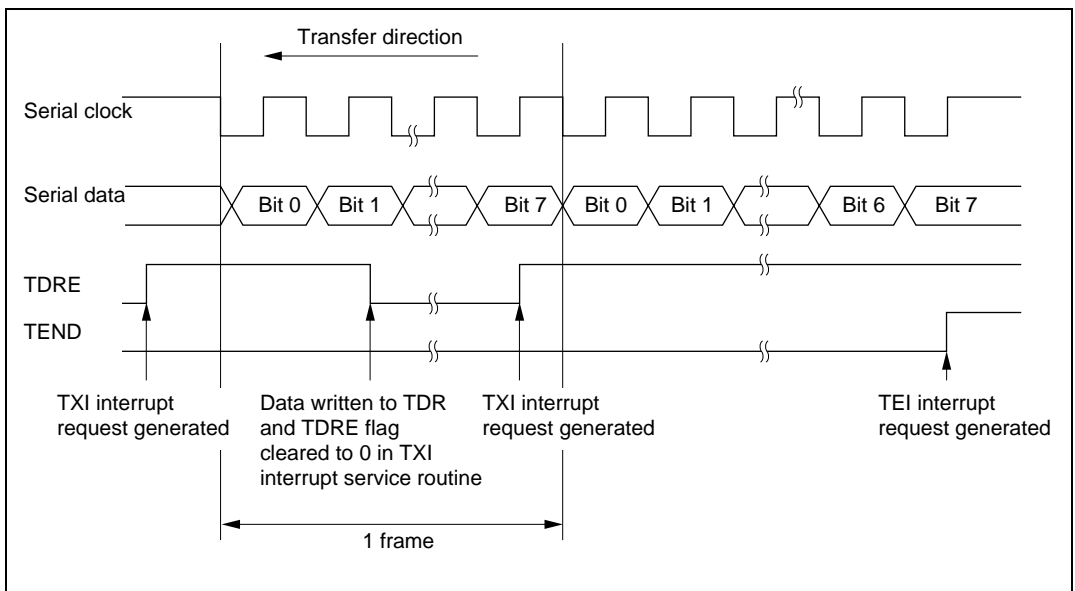 Transfer direction
Serial clock
Serial data
Bit 0
Bit 1
Bit 7
Bit 0
Bit 1
Bit 6
Bit 7
TDRE
TEND
TXI interrupt
request generated
Data written to TDR
and TDRE flag
cleared to 0 in TXI
interrupt service routine
TXI interrupt
request generated
TEI interrupt
request generated
1 frame